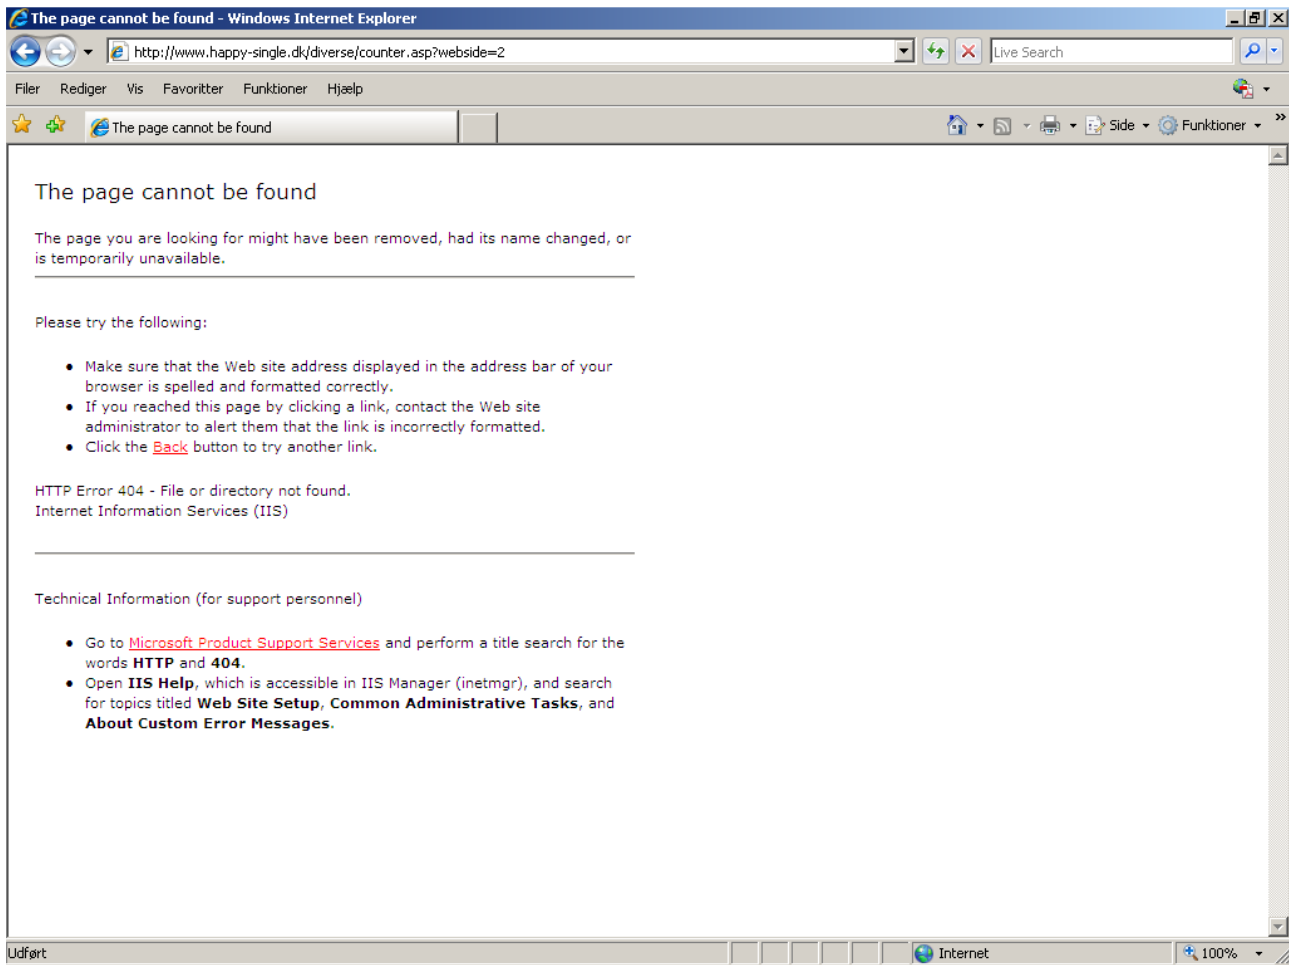 The page cannot be found - Windows Internet Explorer
http://www.happy-single.dk/diverse/counter.asp?webside=2
Live Search
Filer Rediger Vis Favoritter Funktioner Hjælp
The page cannot be found
Side
Funktioner
The page cannot be found
The page you are looking for might have been removed, had its name changed, or
is temporarily unavailable.
Please try the following:
• Make sure that the Web site address displayed in the address bar of your
browser is spelled and formatted correctly.
• If you reached this page by clicking a link, contact the Web site
administrator to alert them that the link is incorrectly formatted.
• Click the Back button to try another link.
HTTP Error 404 - File or directory not found.
Internet Information Services (IIS)
Technical Information (for support personnel)
• Go to Microsoft Product Support Services and perform a title search for the
words HTTP and 404.
• Open IIS Help, which is accessible in IIS Manager (inetmgr), and search
for topics titled Web Site Setup, Common Administrative Tasks, and
About Custom Error Messages.
Udført
Internet
100%